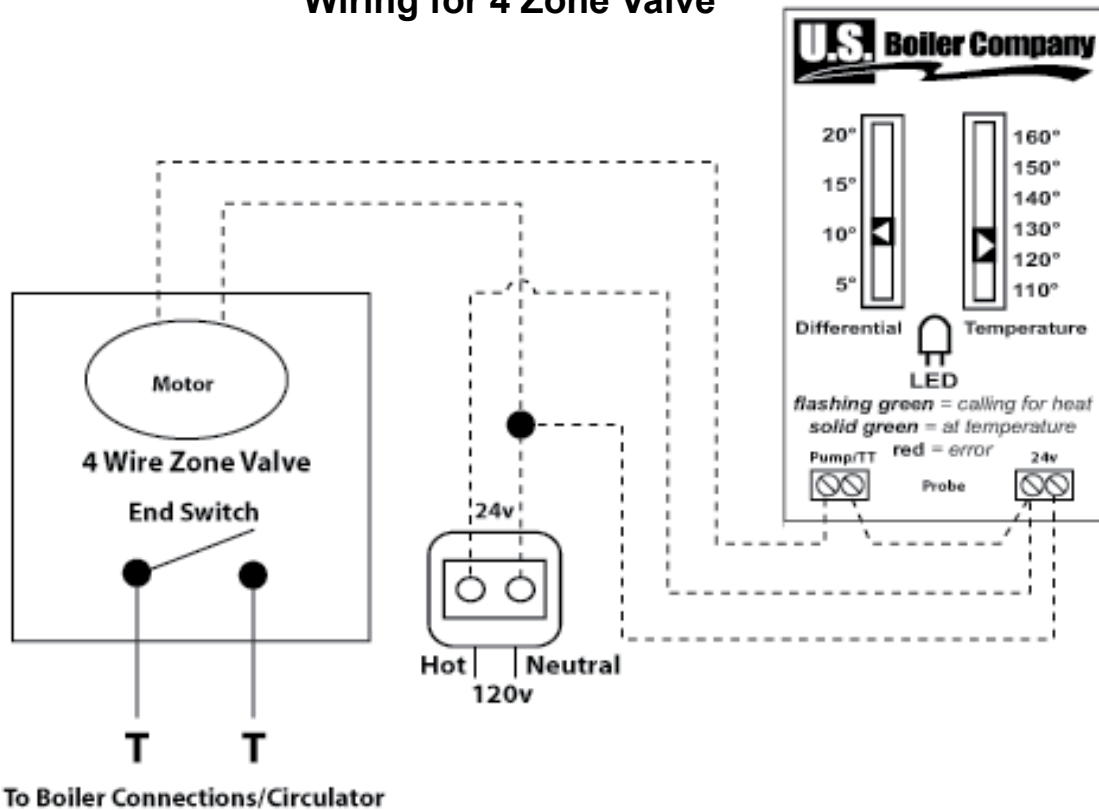 Wiring for 4 Zone Valve
U.S. Boiler Company
20° 160°
150°
15°
140°
10° 130°
120°
5° 110°
Differential Temperature
LED
flashing green = calling for heat
solid green = at temperature
red = error
Pump/TT Probe 24v
Motor
4 Wire Zone Valve
End Switch
24v
Hot Neutral
120v
T T
To Boiler Connections/Circulator